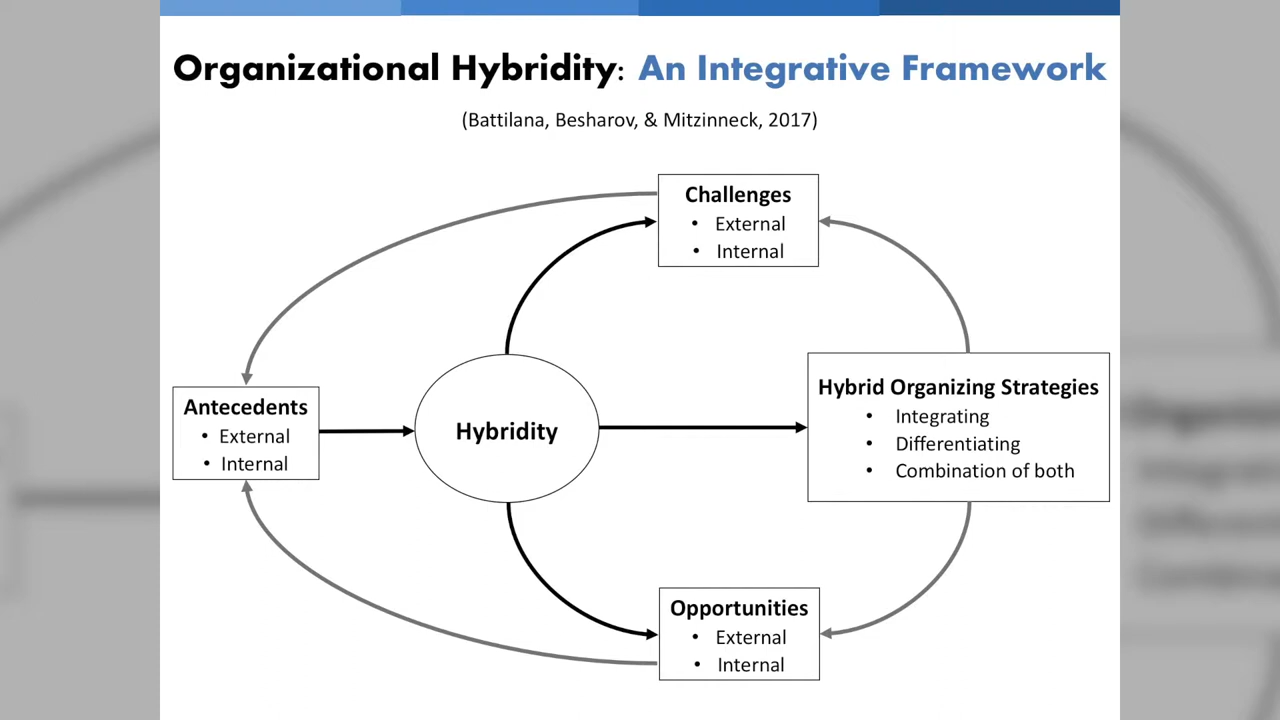 Organizational Hybridity: An Integrative Framework
(Battilana, Besharov, & Mitzinneck, 2017)
Challenges
• External
• Internal
Antecedents
• External
• Internal
Hybridity
Hybrid Organizing Strategies
• Integrating
• Differentiating
• Combination of both
Opportunities
• External
• Internal